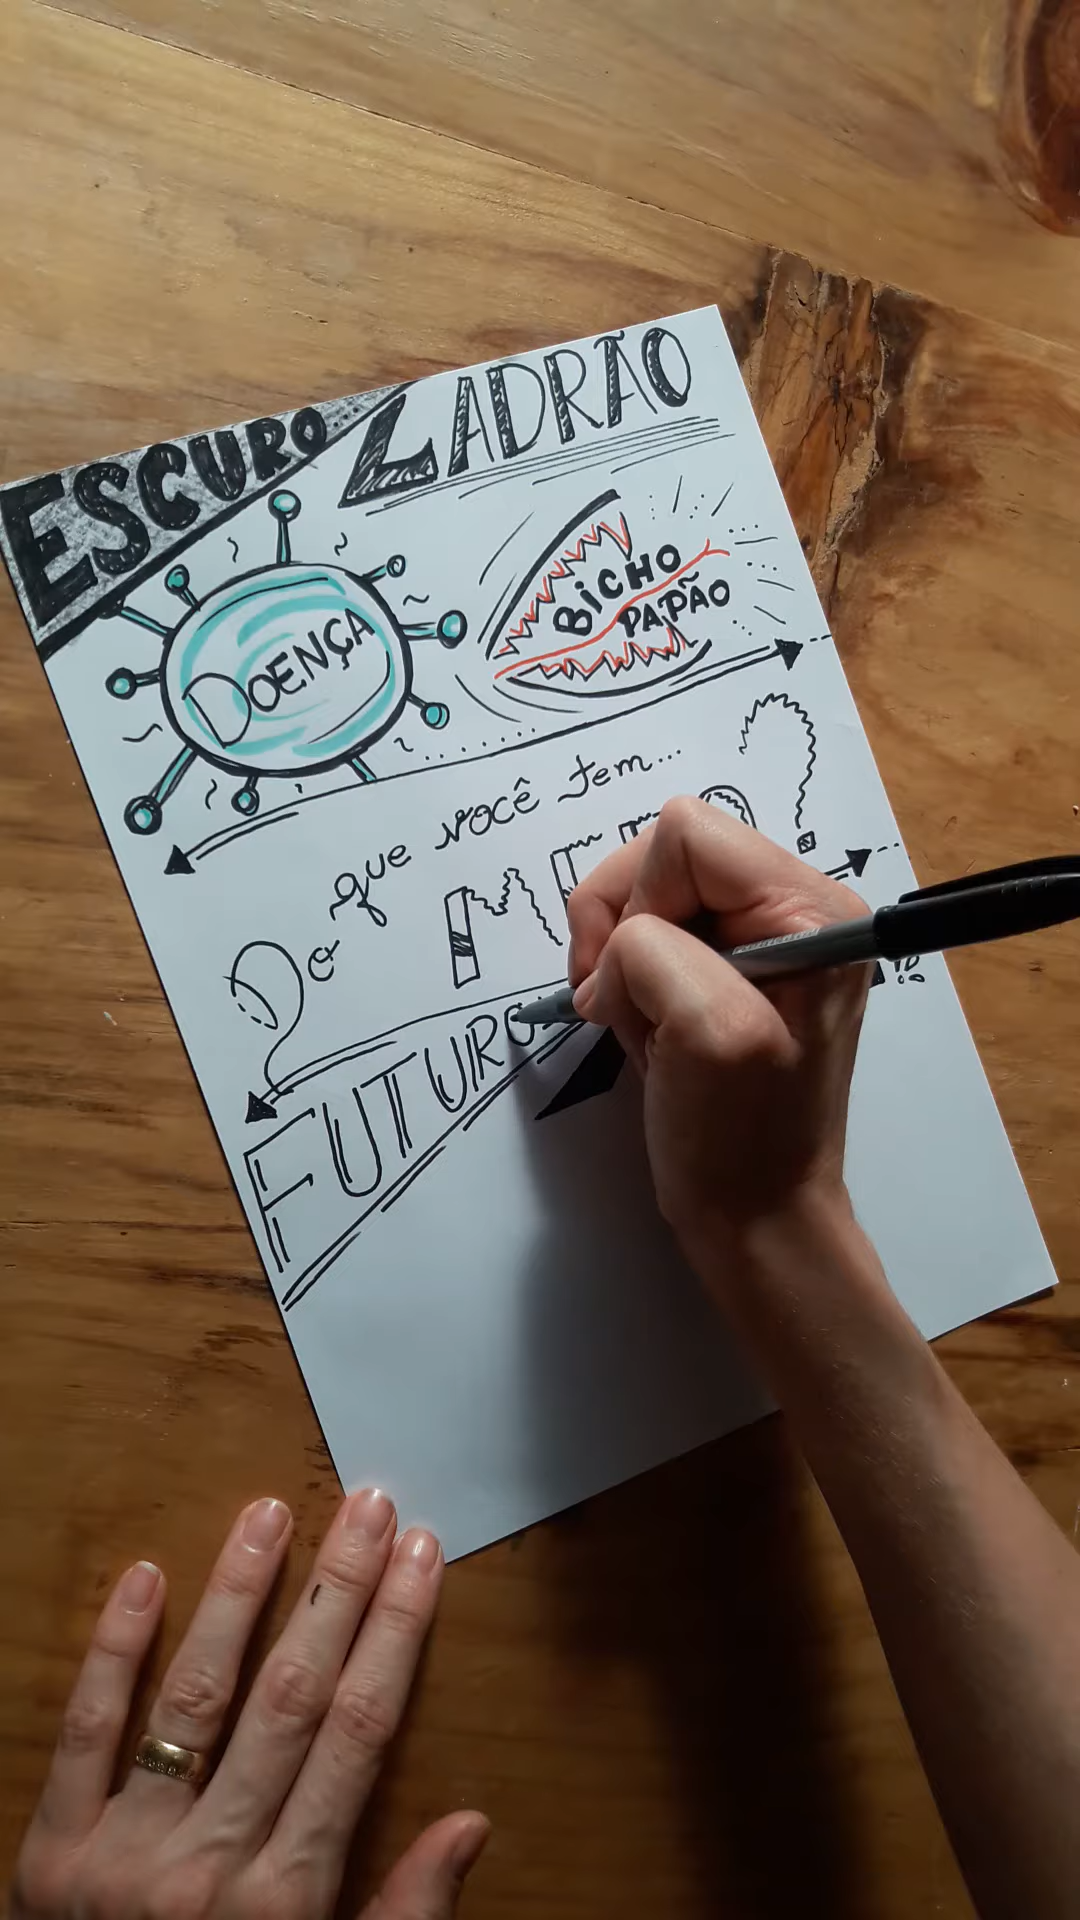 ESCURO
LADRÃO
DOENÇA
BICHO
PAPÃO
Do que você tem...
?
FUTURO